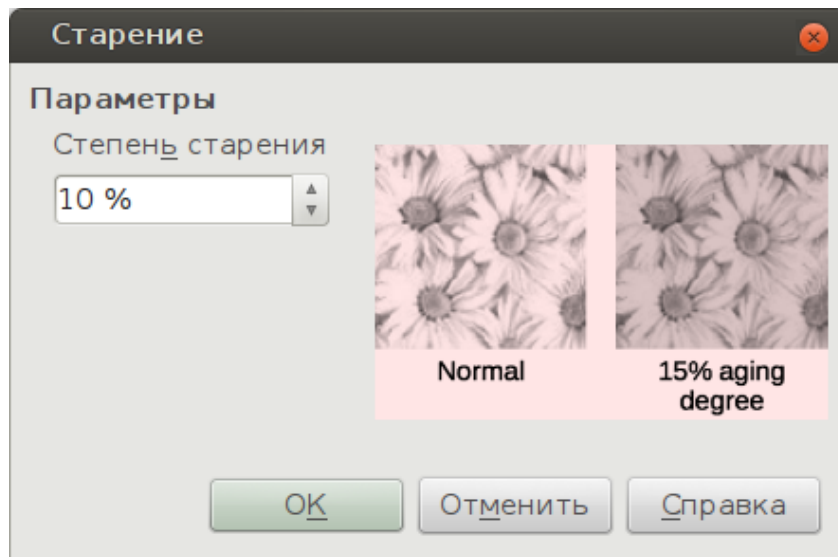 Старение
Параметры
Степень старения
10 %
Normal
15% aging
degree
OK
Отменить
Справка